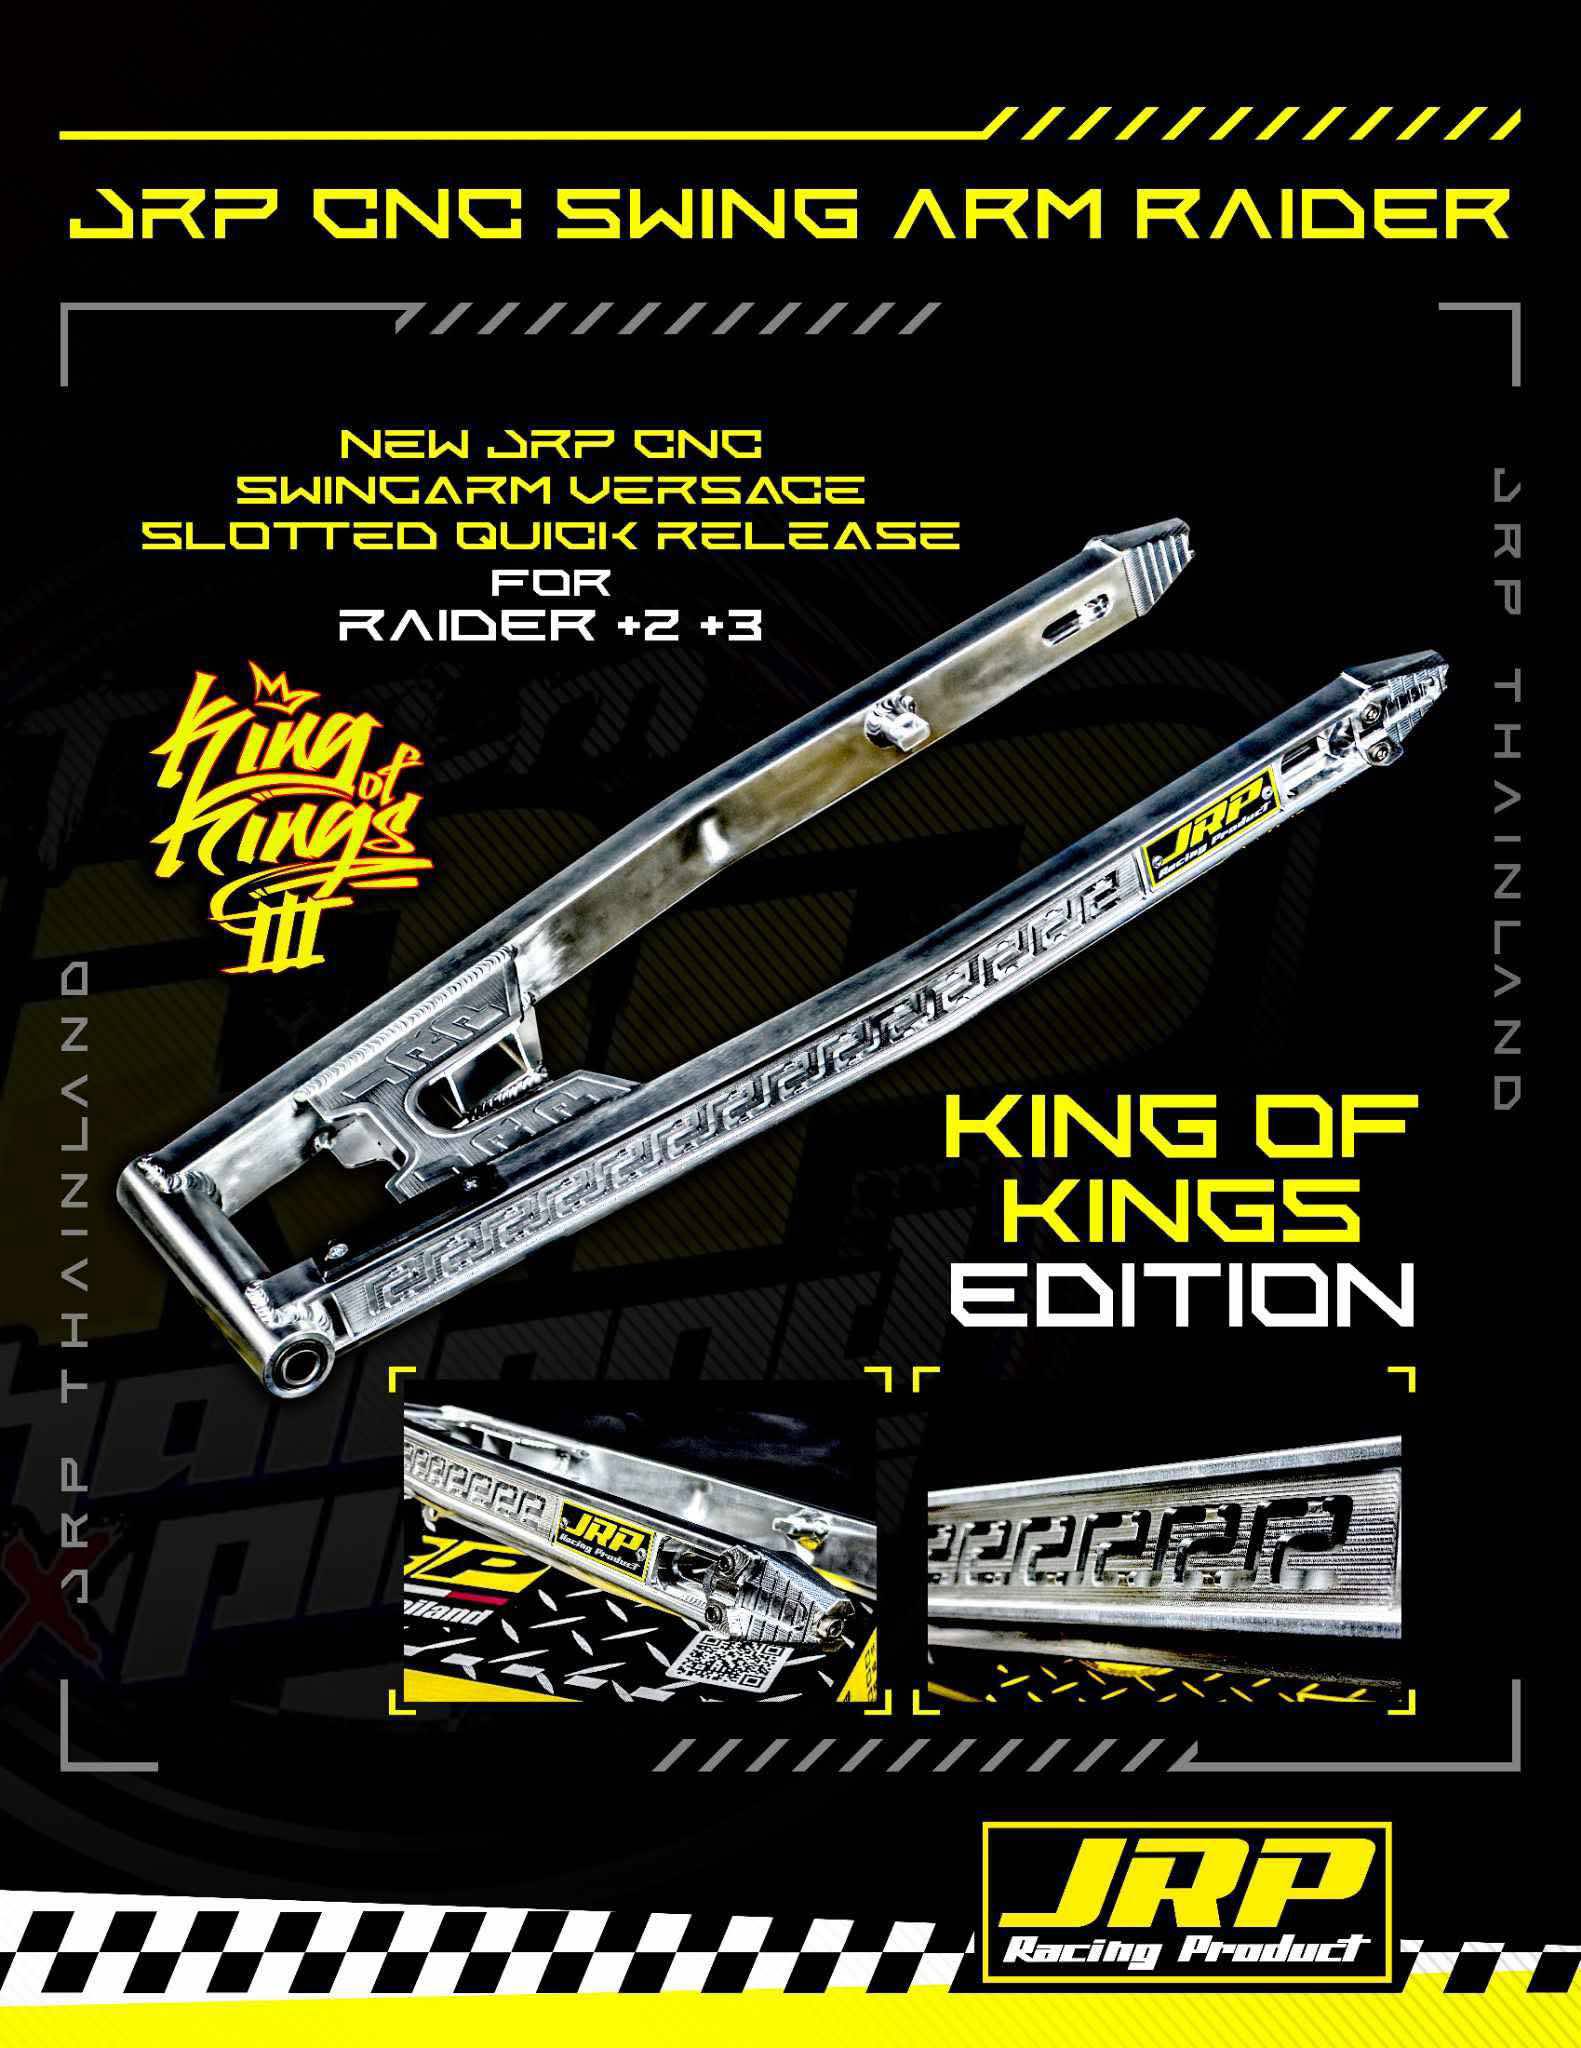 JRP CNC SWING ARM RAIDER
NEW JRP CNC
SWINGARM VERSACE
SLOTTED QUICK RELEASE
FOR
RAIDER +2 +3
King of
Kings
III
JRP THAINLAND
JRP THAINLAND
JRP
Racing Product
JRP
JRP
KING OF
KINGS
EDITION
JRP
Racing Product
JRP
Racing Product